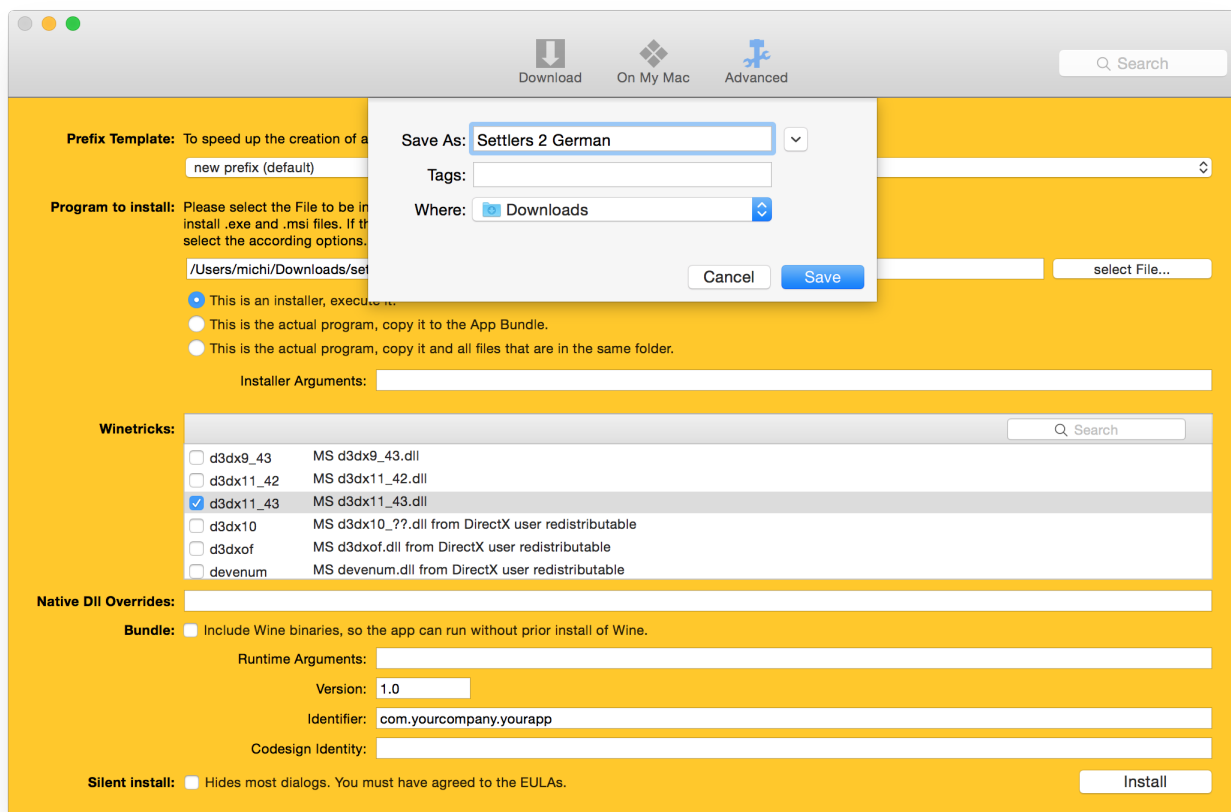 Download
On My Mac
Advanced
Search
Save As: Settlers 2 German
Tags:
Where: Downloads
Cancel
Save
Prefix Template: To speed up the creation of a
new prefix (default)
Program to install: Please select the File to be in
install .exe and .msi files. If th
select the according options.
/Users/michi/Downloads/set
select File...
This is an installer, execute it.
This is the actual program, copy it to the App Bundle.
This is the actual program, copy it and all files that are in the same folder.
Installer Arguments:
Winetricks:
Search
d3dx9_43 MS d3dx9_43.dll
d3dx11_42 MS d3dx11_42.dll
d3dx11_43 MS d3dx11_43.dll
d3dx10 MS d3dx10_??.dll from DirectX user redistributable
d3dxof MS d3dxof.dll from DirectX user redistributable
devenum MS devenum.dll from DirectX user redistributable
Native Dll Overrides:
Bundle: Include Wine binaries, so the app can run without prior install of Wine.
Runtime Arguments:
Version: 1.0
Identifier: com.yourcompany.yourapp
Codesign Identity:
Silent install: Hides most dialogs. You must have agreed to the EULAs.
Install